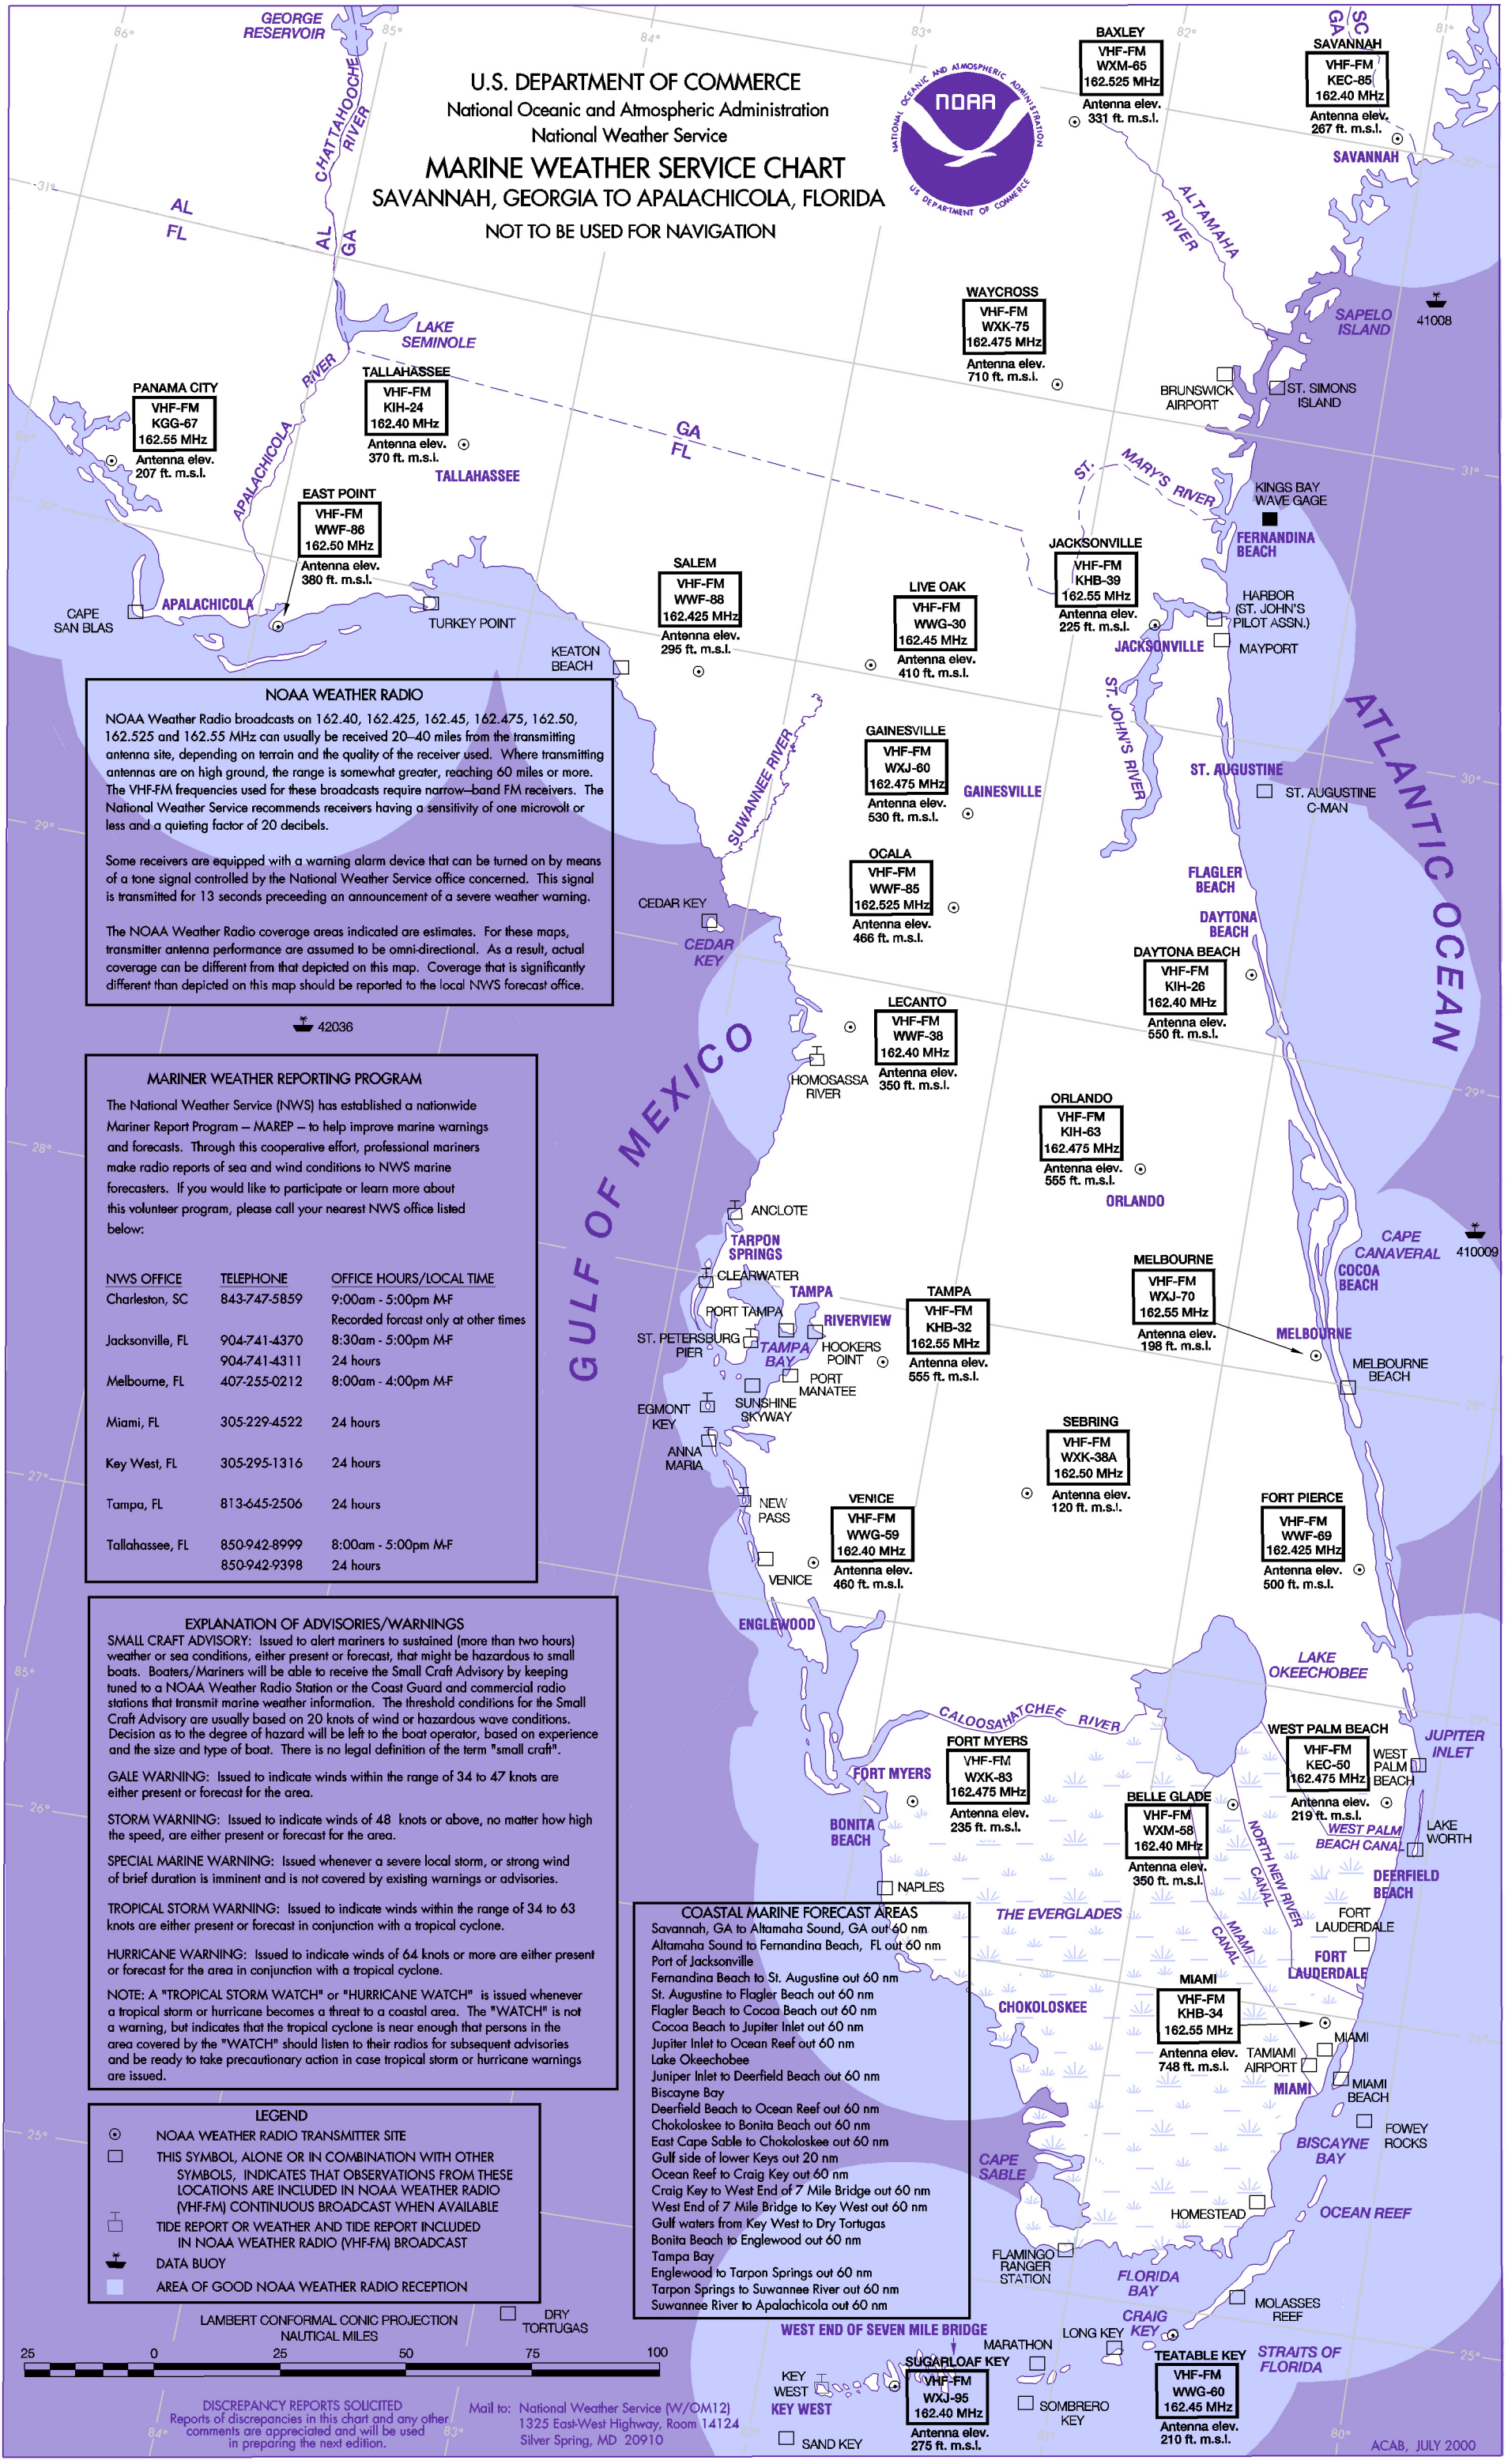 U.S. DEPARTMENT OF COMMERCE
National Oceanic and Atmospheric Administration
National Weather Service
MARINE WEATHER SERVICE CHART
SAVANNAH, GEORGIA TO APALACHICOLA, FLORIDA
NOT TO BE USED FOR NAVIGATION
NATIONAL OCEANIC AND ATMOSPHERIC ADMINISTRATION
NOAA
US DEPARTMENT OF COMMERCE
86°
85°
84°
83°
82°
81°
GEORGE
RESERVOIR
CHATTAHOOCHE
RIVER
31°
AL
FL
AL
GA
LAKE
SEMINOLE
SC
GA
BAXLEY
VHF-FM
WXM-65
162.525 MHz
Antenna elev.
331 ft. m.s.l.
SAVANNAH
VHF-FM
KEC-85
162.40 MHz
Antenna elev.
267 ft. m.s.l.
SAVANNAH
32°
ALTAMAHA
RIVER
SAPELO
ISLAND
41008
WAYCROSS
VHF-FM
WXK-75
162.475 MHz
Antenna elev.
710 ft. m.s.l.
BRUNSWICK
AIRPORT
ST. SIMONS
ISLAND
31°
PANAMA CITY
VHF-FM
KGG-67
162.55 MHz
Antenna elev.
207 ft. m.s.l.
86°
30°
APALACHICOLA
RIVER
TALLAHASSEE
VHF-FM
KIH-24
162.40 MHz
Antenna elev.
370 ft. m.s.l.
TALLAHASSEE
EAST POINT
VHF-FM
WWF-86
162.50 MHz
Antenna elev.
380 ft. m.s.l.
GA
FL
ST.
MARY'S RIVER
KINGS BAY
WAVE GAGE
FERNANDINA
BEACH
CAPE
SAN BLAS
APALACHICOLA
TURKEY POINT
KEATON
BEACH
SALEM
VHF-FM
WWF-88
162.425 MHz
Antenna elev.
295 ft. m.s.l.
LIVE OAK
VHF-FM
WWG-30
162.45 MHz
Antenna elev.
410 ft. m.s.l.
JACKSONVILLE
VHF-FM
KHB-39
162.55 MHz
Antenna elev.
225 ft. m.s.l.
JACKSONVILLE
HARBOR
(ST. JOHN'S
PILOT ASSN.)
MAYPORT
ST. JOHN'S RIVER
ATLANTIC OCEAN
NOAA WEATHER RADIO
NOAA Weather Radio broadcasts on 162.40, 162.425, 162.45, 162.475, 162.50,
162.525 and 162.55 MHz can usually be received 20–40 miles from the transmitting
antenna site, depending on terrain and the quality of the receiver used. Where transmitting
antennas are on high ground, the range is somewhat greater, reaching 60 miles or more.
The VHF-FM frequencies used for these broadcasts require narrow–band FM receivers. The
National Weather Service recommends receivers having a sensitivity of one microvolt or
less and a quieting factor of 20 decibels.
Some receivers are equipped with a warning alarm device that can be turned on by means
of a tone signal controlled by the National Weather Service office concerned. This signal
is transmitted for 13 seconds preceeding an announcement of a severe weather warning.
The NOAA Weather Radio coverage areas indicated are estimates. For these maps,
transmitter antenna performance are assumed to be omni-directional. As a result, actual
coverage can be different from that depicted on this map. Coverage that is significantly
different than depicted on this map should be reported to the local NWS forecast office.
29°
SUWANNEE RIVER
GAINESVILLE
VHF-FM
WXJ-60
162.475 MHz
Antenna elev.
530 ft. m.s.l.
GAINESVILLE
ST. AUGUSTINE
30°
ST. AUGUSTINE
C-MAN
OCALA
VHF-FM
WWF-85
162.525 MHz
Antenna elev.
466 ft. m.s.l.
FLAGLER
BEACH
DAYTONA
BEACH
DAYTONA BEACH
VHF-FM
KIH-26
162.40 MHz
Antenna elev.
550 ft. m.s.l.
CEDAR KEY
CEDAR
KEY
LECANTO
VHF-FM
WWF-38
162.40 MHz
Antenna elev.
350 ft. m.s.l.
HOMOSASSA
RIVER
42036
GULF OF MEXICO
29°
ORLANDO
VHF-FM
KIH-63
162.475 MHz
Antenna elev.
555 ft. m.s.l.
ORLANDO
MARINER WEATHER REPORTING PROGRAM
The National Weather Service (NWS) has established a nationwide
Mariner Report Program – MAREP – to help improve marine warnings
and forecasts. Through this cooperative effort, professional mariners
make radio reports of sea and wind conditions to NWS marine
forecasters. If you would like to participate or learn more about
this volunteer program, please call your nearest NWS office listed
below:
NWS OFFICE TELEPHONE OFFICE HOURS/LOCAL TIME
Charleston, SC 843-747-5859 9:00am - 5:00pm M-F
Recorded forcast only at other times
Jacksonville, FL 904-741-4370 8:30am - 5:00pm M-F
904-741-4311 24 hours
Melbourne, FL 407-255-0212 8:00am - 4:00pm M-F
Miami, FL 305-229-4522 24 hours
Key West, FL 305-295-1316 24 hours
Tampa, FL 813-645-2506 24 hours
Tallahassee, FL 850-942-8999 8:00am - 5:00pm M-F
850-942-9398 24 hours
28°
27°
ANCLOTE
TARPON
SPRINGS
CLEARWATER
TAMPA
PORT TAMPA
RIVERVIEW
ST. PETERSBURG
PIER
TAMPA
BAY
HOOKERS
POINT
PORT
MANATEE
SUNSHINE
SKYWAY
EGMONT
KEY
ANNA
MARIA
NEW
PASS
TAMPA
VHF-FM
KHB-32
162.55 MHz
Antenna elev.
555 ft. m.s.l.
MELBOURNE
VHF-FM
WXJ-70
162.55 MHz
Antenna elev.
198 ft. m.s.l.
CAPE
CANAVERAL
410009
COCOA
BEACH
MELBOURNE
MELBOURNE
BEACH
28°
SEBRING
VHF-FM
WXK-38A
162.50 MHz
Antenna elev.
120 ft. m.s.l.
VENICE
VHF-FM
WWG-59
162.40 MHz
Antenna elev.
460 ft. m.s.l.
VENICE
ENGLEWOOD
FORT PIERCE
VHF-FM
WWF-69
162.425 MHz
Antenna elev.
500 ft. m.s.l.
EXPLANATION OF ADVISORIES/WARNINGS
SMALL CRAFT ADVISORY: Issued to alert mariners to sustained (more than two hours)
weather or sea conditions, either present or forecast, that might be hazardous to small
boats. Boaters/Mariners will be able to receive the Small Craft Advisory by keeping
tuned to a NOAA Weather Radio Station or the Coast Guard and commercial radio
stations that transmit marine weather information. The threshold conditions for the Small
Craft Advisory are usually based on 20 knots of wind or hazardous wave conditions.
Decision as to the degree of hazard will be left to the boat operator, based on experience
and the size and type of boat. There is no legal definition of the term "small craft".
GALE WARNING: Issued to indicate winds within the range of 34 to 47 knots are
either present or forecast for the area.
STORM WARNING: Issued to indicate winds of 48 knots or above, no matter how high
the speed, are either present or forecast for the area.
SPECIAL MARINE WARNING: Issued whenever a severe local storm, or strong wind
of brief duration is imminent and is not covered by existing warnings or advisories.
TROPICAL STORM WARNING: Issued to indicate winds within the range of 34 to 63
knots are either present or forecast in conjunction with a tropical cyclone.
HURRICANE WARNING: Issued to indicate winds of 64 knots or more are either present
or forecast for the area in conjunction with a tropical cyclone.
NOTE: A "TROPICAL STORM WATCH" or "HURRICANE WATCH" is issued whenever
a tropical storm or hurricane becomes a threat to a coastal area. The "WATCH" is not
a warning, but indicates that the tropical cyclone is near enough that persons in the
area covered by the "WATCH" should listen to their radios for subsequent advisories
and be ready to take precautionary action in case tropical storm or hurricane warnings
are issued.
85°
26°
25°
LAKE
OKEECHOBEE
27°
CALOOSAHATCHEE RIVER
FORT MYERS
FORT MYERS
VHF-FM
WXK-83
162.475 MHz
Antenna elev.
235 ft. m.s.l.
BONITA
BEACH
NAPLES
WEST PALM BEACH
VHF-FM
KEC-50
162.475 MHz
Antenna elev.
219 ft. m.s.l.
WEST
PALM
BEACH
JUPITER
INLET
BELLE GLADE
VHF-FM
WXM-58
162.40 MHz
Antenna elev.
350 ft. m.s.l.
WEST PALM
BEACH CANAL
LAKE
WORTH
DEERFIELD
BEACH
NORTH NEW RIVER
CANAL
MIAMI
CANAL
THE EVERGLADES
FORT
LAUDERDALE
FORT
LAUDERDALE
CHOKOLOSKEE
MIAMI
VHF-FM
KHB-34
162.55 MHz
Antenna elev.
748 ft. m.s.l.
26°
MIAMI
TAMIAMI
AIRPORT
MIAMI
MIAMI
BEACH
FOWEY
ROCKS
BISCAYNE
BAY
COASTAL MARINE FORECAST AREAS
Savannah, GA to Altamaha Sound, GA out 60 nm
Altamaha Sound to Fernandina Beach, FL out 60 nm
Port of Jacksonville
Fernandina Beach to St. Augustine out 60 nm
St. Augustine to Flagler Beach out 60 nm
Flagler Beach to Cocoa Beach out 60 nm
Cocoa Beach to Jupiter Inlet out 60 nm
Jupiter Inlet to Ocean Reef out 60 nm
Lake Okeechobee
Juniper Inlet to Deerfield Beach out 60 nm
Biscayne Bay
Deerfield Beach to Ocean Reef out 60 nm
Chokoloskee to Bonita Beach out 60 nm
East Cape Sable to Chokoloskee out 60 nm
Gulf side of lower Keys out 20 nm
Ocean Reef to Craig Key out 60 nm
Craig Key to West End of 7 Mile Bridge out 60 nm
West End of 7 Mile Bridge to Key West out 60 nm
Gulf waters from Key West to Dry Tortugas
Bonita Beach to Englewood out 60 nm
Tampa Bay
Englewood to Tarpon Springs out 60 nm
Tarpon Springs to Suwannee River out 60 nm
Suwannee River to Apalachicola out 60 nm
CAPE
SABLE
HOMESTEAD
OCEAN REEF
FLAMINGO
RANGER
STATION
FLORIDA
BAY
MOLASSES
REEF
CRAIG
KEY
LONG KEY
STRAITS OF
FLORIDA
25°
LEGEND
NOAA WEATHER RADIO TRANSMITTER SITE
THIS SYMBOL, ALONE OR IN COMBINATION WITH OTHER
SYMBOLS, INDICATES THAT OBSERVATIONS FROM THESE
LOCATIONS ARE INCLUDED IN NOAA WEATHER RADIO
(VHF-FM) CONTINUOUS BROADCAST WHEN AVAILABLE
TIDE REPORT OR WEATHER AND TIDE REPORT INCLUDED
IN NOAA WEATHER RADIO (VHF-FM) BROADCAST
DATA BUOY
AREA OF GOOD NOAA WEATHER RADIO RECEPTION
LAMBERT CONFORMAL CONIC PROJECTION
NAUTICAL MILES
25 0 25 50 75 100
DRY
TORTUGAS
WEST END OF SEVEN MILE BRIDGE
MARATHON
SUGARLOAF KEY
VHF-FM
WXJ-95
162.40 MHz
Antenna elev.
275 ft. m.s.l.
KEY
WEST
KEY WEST
SAND KEY
SOMBRERO
KEY
TEATABLE KEY
VHF-FM
WWG-60
162.45 MHz
Antenna elev.
210 ft. m.s.l.
DISCREPANCY REPORTS SOLICITED
Reports of discrepancies in this chart and any other
comments are appreciated and will be used
in preparing the next edition.
Mail to: National Weather Service (W/OM12)
1325 East-West Highway, Room 14124
Silver Spring, MD 20910
84°
83°
81°
80°
ACAB, JULY 2000